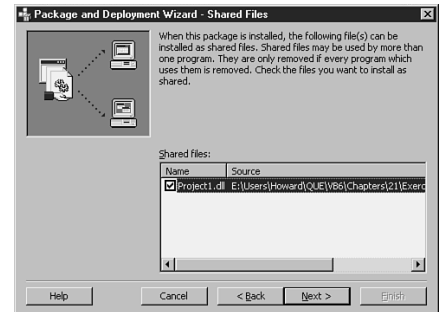 Package and Deployment Wizard - Shared Files
When this package is installed, the following file(s) can be
installed as shared files. Shared files may be used by more than
one program. They are only removed if every program which
uses them is removed. Check the files you want to install as
shared.
Shared files:
Name Source
Project1.dll E:\Users\Howard\QUE\VB6\Chapters\21\Exerc
Help Cancel < Back Next > Finish